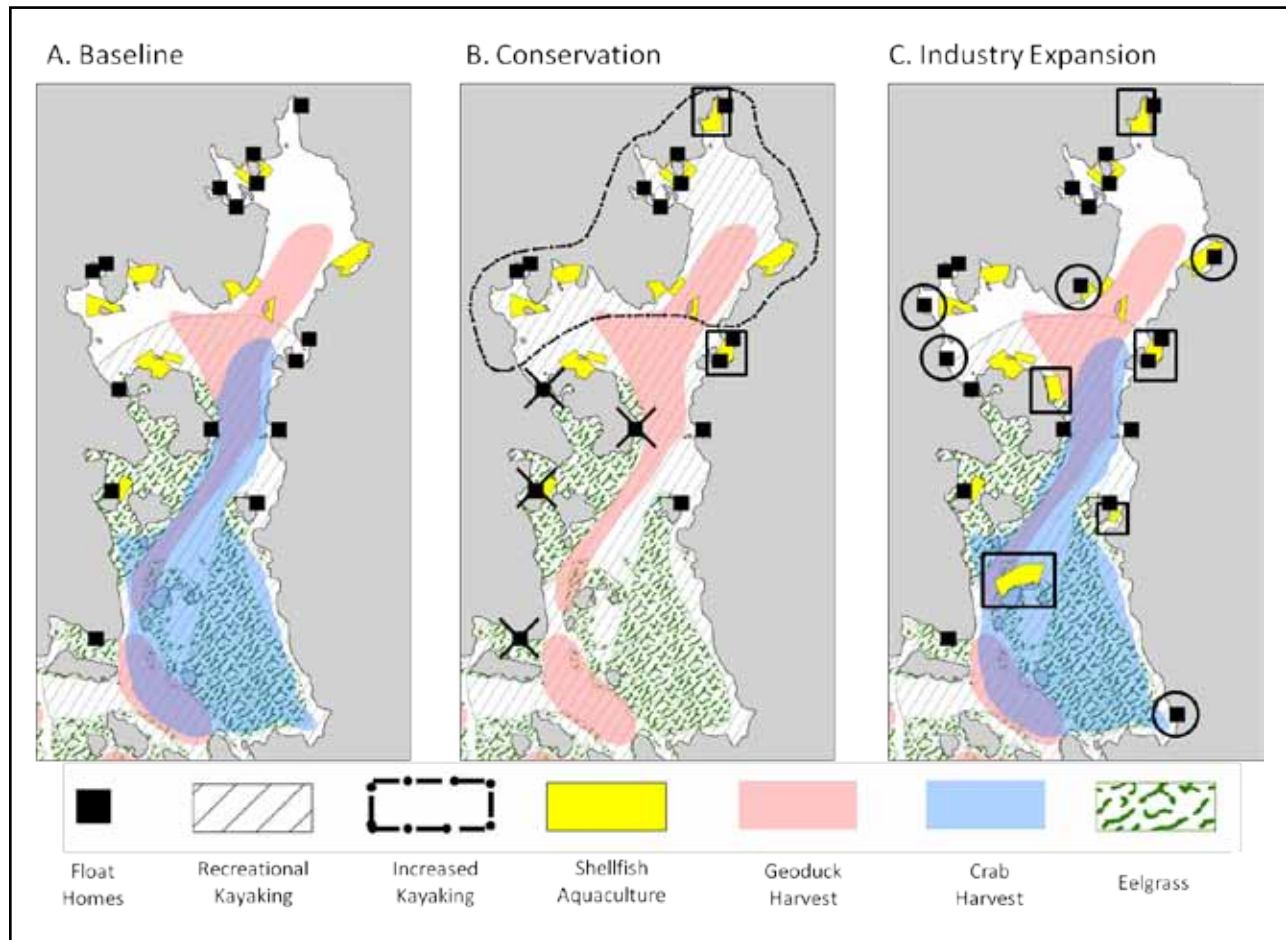 A. Baseline
B. Conservation
C. Industry Expansion
Float
Homes
Recreational
Kayaking
Increased
Kayaking
Shellfish
Aquaculture
Geoduck
Harvest
Crab
Harvest
Eelgrass